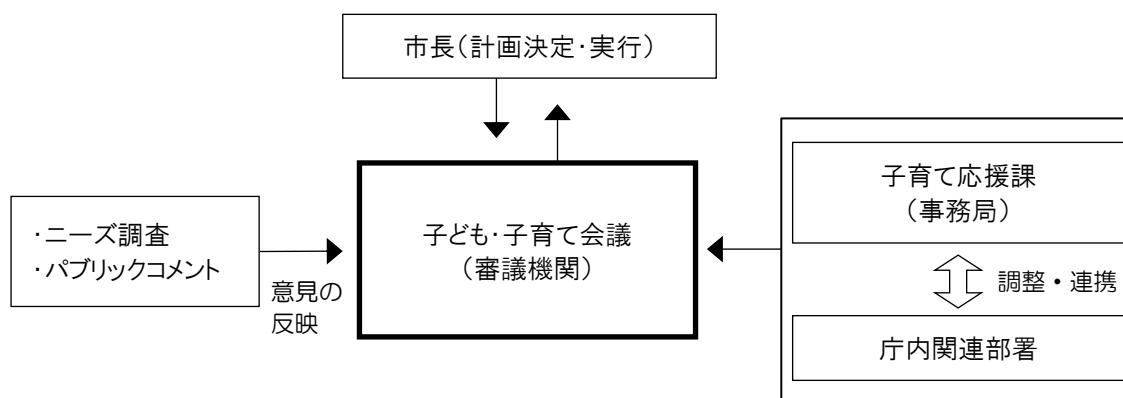 市長（計画決定・実行）
子育て応援課
（事務局）
・ニーズ調査
・パブリックコメント
子ども・子育て会議
（審議機関）
意見の
反映
調整・連携
庁内関連部署